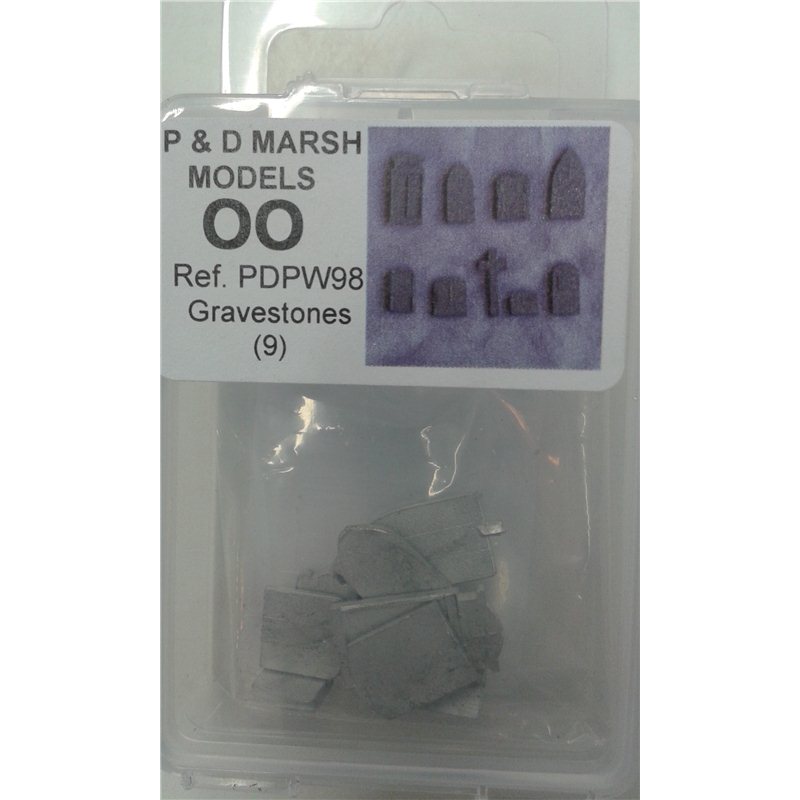 P & D MARSH
MODELS
OO
Ref. PDPW98
Gravestones
(9)